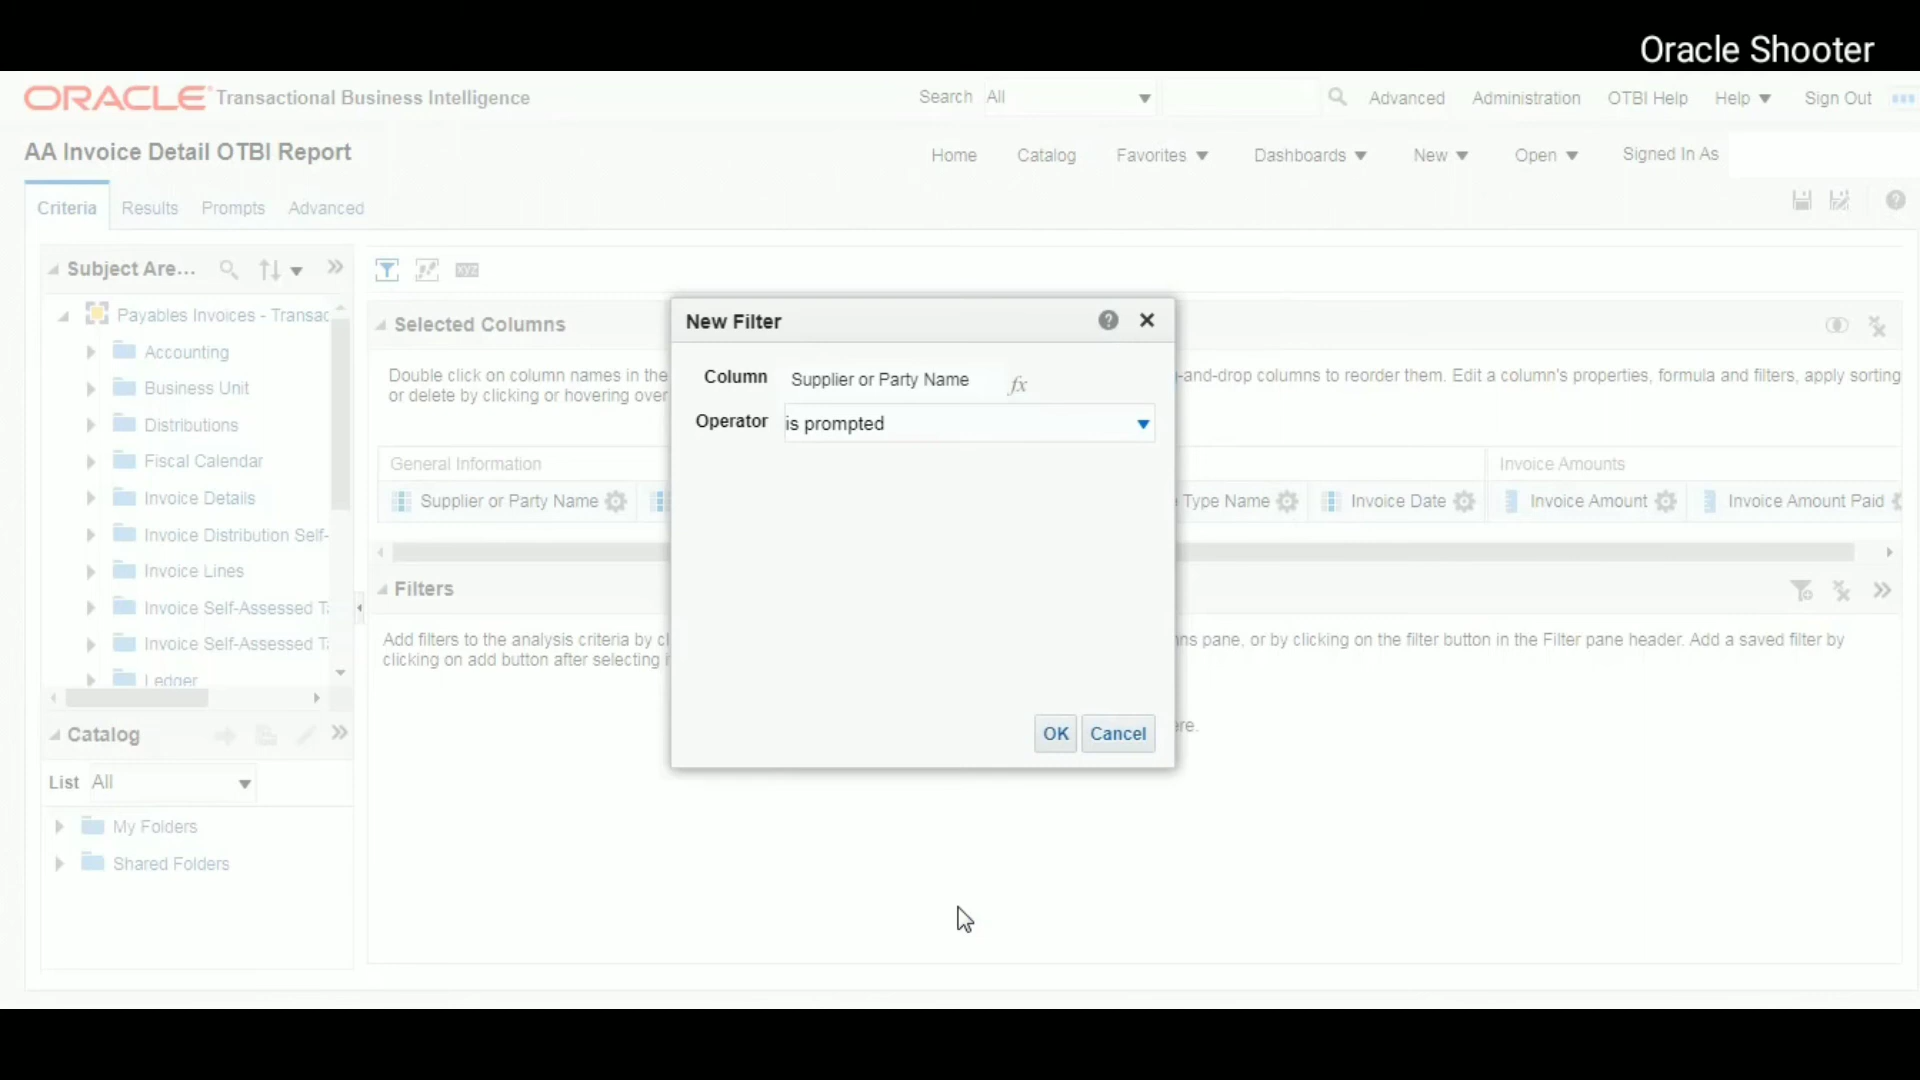 Oracle Shooter
ORACLE Transactional Business Intelligence
Search All
Advanced Administration OTBI Help Help Sign Out
AA Invoice Detail OTBI Report
Home Catalog Favorites Dashboards New Open Signed In As
Criteria Results Prompts Advanced
Subject Are...
Payables Invoices - Transac
Accounting
Business Unit
Distributions
Fiscal Calendar
Invoice Details
Invoice Distribution Self-
Invoice Lines
Invoice Self-Assessed T
Invoice Self-Assessed T
Ledger
Catalog
List All
My Folders
Shared Folders
xyz
Selected Columns
Double click on column names in the
-and-drop columns to reorder them. Edit a column's properties, formula and filters, apply sorting
or delete by clicking or hovering over
General Information
Invoice Amounts
Supplier or Party Name
Type Name
Invoice Date
Invoice Amount
Invoice Amount Paid
Filters
Add filters to the analysis criteria by cl
ns pane, or by clicking on the filter button in the Filter pane header. Add a saved filter by
clicking on add button after selecting i
re.
New Filter
Column Supplier or Party Name fx
Operator is prompted
OK Cancel